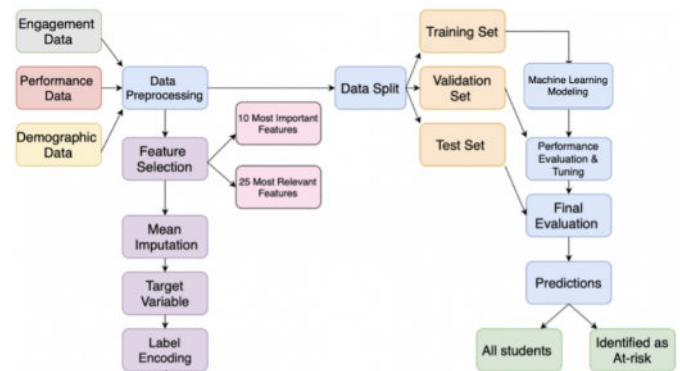 Engagement
Data
Performance
Data
Demographic
Data
Data
Preprocessing
Feature
Selection
10 Most Important
Features
25 Most Relevant
Features
Mean
Imputation
Target
Variable
Label
Encoding
Data Split
Training Set
Validation
Set
Test Set
Machine Learning
Modeling
Performance
Evaluation &
Tuning
Final
Evaluation
Predictions
All students
Identified as
At-risk